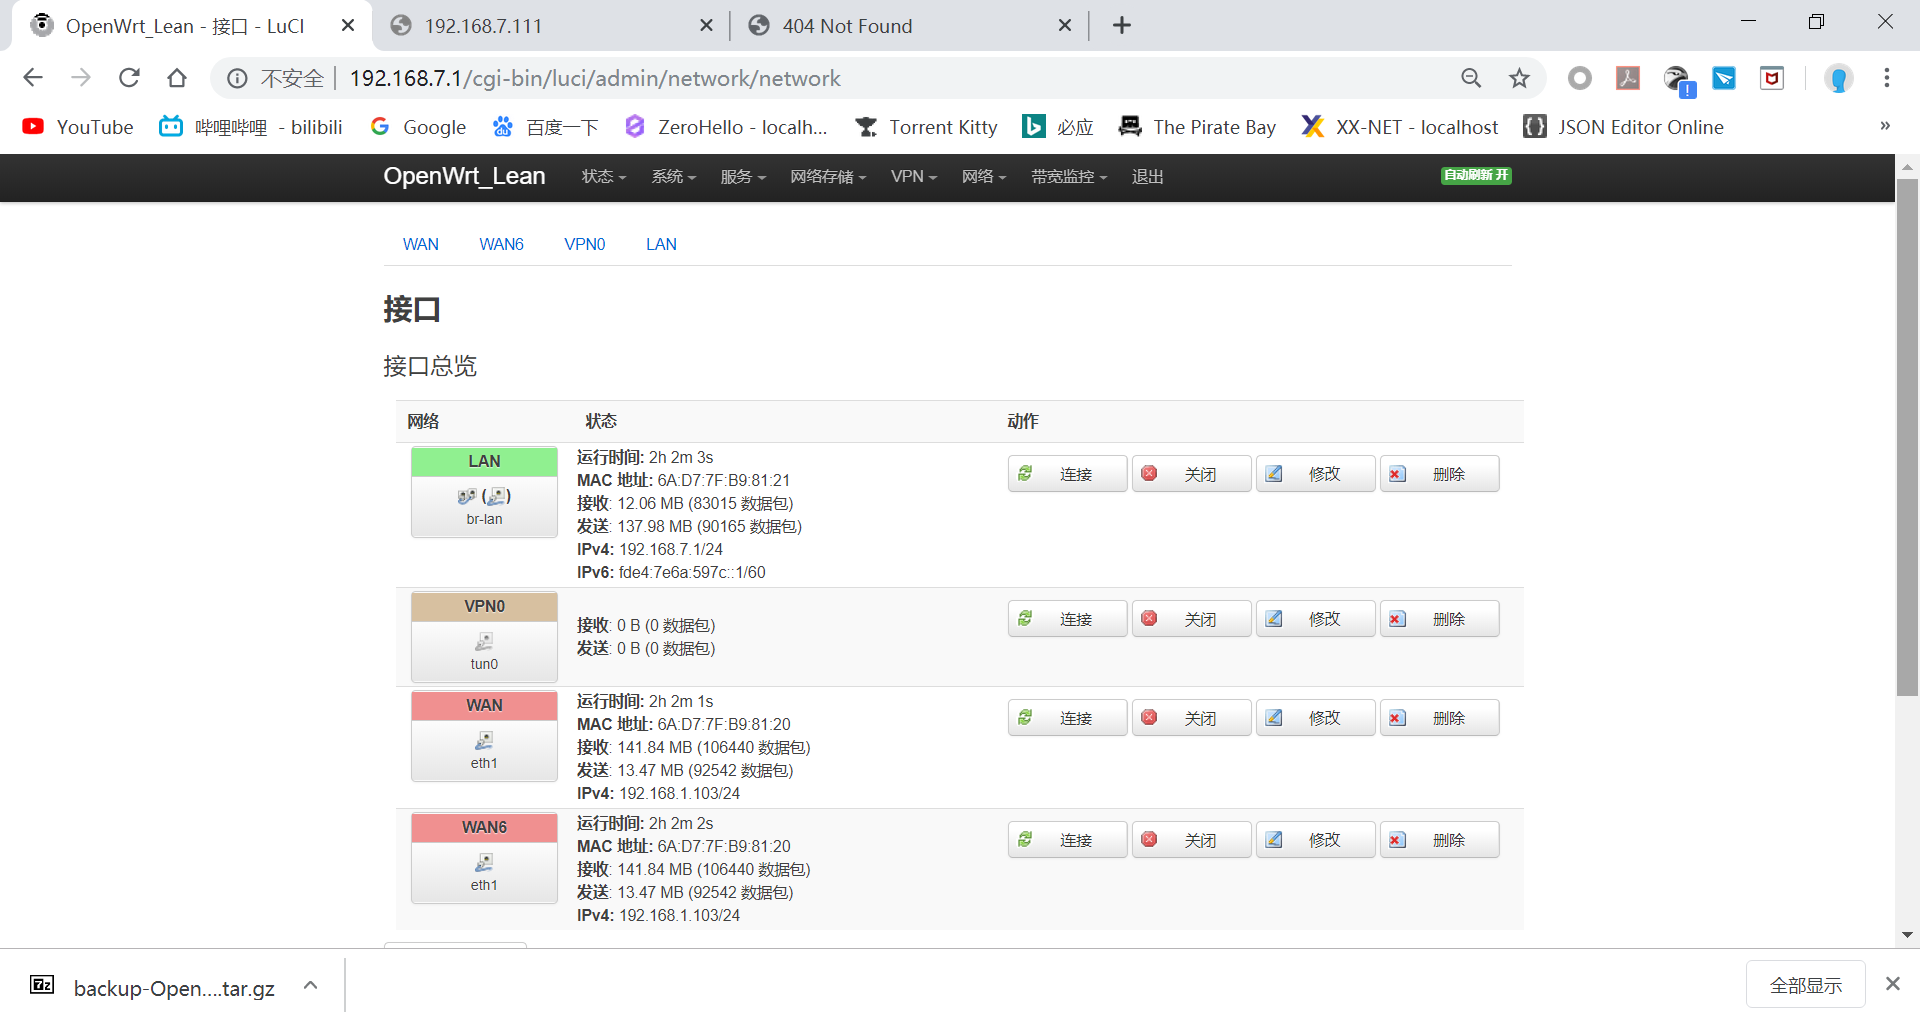 OpenWrt_Lean - 接口 - LuCI
192.168.7.111
404 Not Found
不安全
192.168.7.1/cgi-bin/luci/admin/network/network
YouTube
哔哩哔哩 - bilibili
Google
百度一下
ZeroHello - localh...
Torrent Kitty
必应
The Pirate Bay
XX-NET - localhost
JSON Editor Online
»
OpenWrt_Lean 状态 系统 服务 网络存储 VPN 网络 带宽监控 退出 自动刷新 开
WAN WAN6 VPN0 LAN
接口
接口总览
网络 状态 动作
LAN
br-lan
运行时间: 2h 2m 3s
MAC 地址: 6A:D7:7F:B9:81:21
接收: 12.06 MB (83015 数据包)
发送: 137.98 MB (90165 数据包)
IPv4: 192.168.7.1/24
IPv6: fde4:7e6a:597c::1/60
连接 关闭 修改 删除
VPN0
tun0
接收: 0 B (0 数据包)
发送: 0 B (0 数据包)
连接 关闭 修改 删除
WAN
eth1
运行时间: 2h 2m 1s
MAC 地址: 6A:D7:7F:B9:81:20
接收: 141.84 MB (106440 数据包)
发送: 13.47 MB (92542 数据包)
IPv4: 192.168.1.103/24
连接 关闭 修改 删除
WAN6
eth1
运行时间: 2h 2m 2s
MAC 地址: 6A:D7:7F:B9:81:20
接收: 141.84 MB (106440 数据包)
发送: 13.47 MB (92542 数据包)
IPv4: 192.168.1.103/24
连接 关闭 修改 删除
7z
backup-Open....tar.gz
全部显示